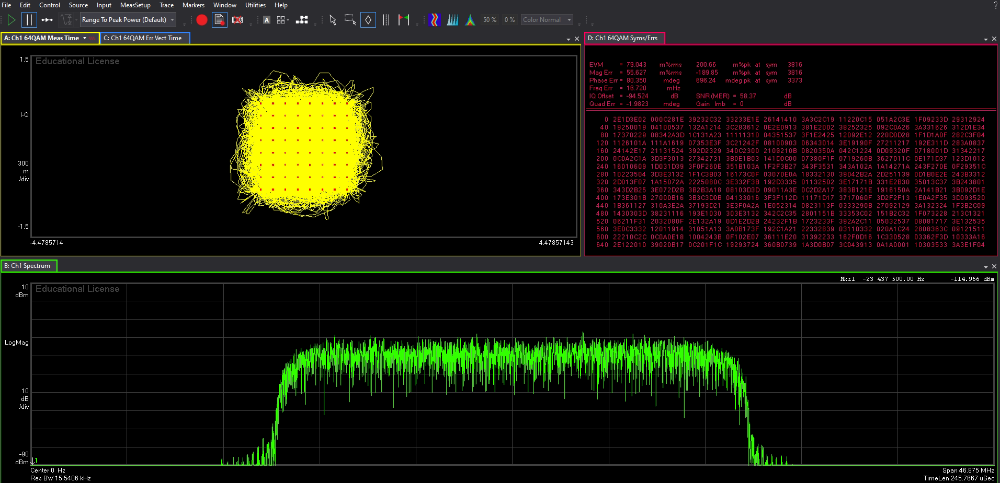 File Edit Control Source Input MeasSetup Trace Markers Window Utilities Help
Range To Peak Power (Default) A 50 % 0 % Color Normal
A: Ch1 64QAM Meas Time C: Ch1 64QAM Err Vect Time
1.5
Educational License
I-Q
300
m
/div
-1.5
-4.4785714 4.47857143
D: Ch1 64QAM Syms/Errs
EVM = 79.043 m%rms 200.66 m%pk at sym 3816
Mag Err = 55.627 m%rms -189.85 m%pk at sym 3816
Phase Err = 80.350 mdeg 696.24 mdeg pk at sym 3373
Freq Err = 16.720 mHz
IQ Offset = -94.524 dB SNR(MER) = 58.37 dB
Quad Err = -1.9823 mdeg Gain Imb = 0 dB
0 2E1D3E02 000C281E 39232C32 33233E1E 26141410 3A3C2C19 11220C15 051A2C3E 1F09233D 29312924
40 19250019 04100537 132A1214 3C283612 0E2E0913 381E2002 38252325 092C0A26 3A331626 312D1E34
80 17370229 08342A3D 1C131A23 11111310 04351537 3F1E2425 12092E12 220D0D28 1F1D1A0F 282C3F04
120 1126101A 111A1619 07353E3F 3C21242F 08100903 06343014 3E19190F 27211217 192E311D 283A0837
160 24142E17 21131524 392D2329 340C2300 2109210B 0820350A 042C1224 0D09320F 0718001D 31342217
200 0C0A2C1A 3D3F3013 27342731 3B0E1B03 141D0C00 07380F1F 0719260B 3627011C 0E171D37 123D1012
240 16010609 1D031D39 3F0F260E 351B103A 1F2F3B27 343F3531 343A102A 1A14271A 243F270E 0F29351C
280 10223504 3D3E3132 1F1C3B03 16173C0F 03070E0A 18332130 39042B2A 2D251139 0D1B0E2E 243B3312
320 2D013F07 1A15072A 2225080C 3E332F3B 192D3335 01132502 3E17171B 331E2B30 35013C37 3B243801
360 343D2B25 3E072D2B 3B2B3A18 08103D3D 09011A3E 0C2D2A17 383B121E 1916150A 2A141B21 3B092D1E
400 173E301B 27000B16 3B3C3D0B 04133016 3F3F112D 11171D17 3717060F 3D2F2F13 1E0A2F35 3D093520
440 1B361127 310A3E2A 37193D21 3E3F0A2A 1E052314 0823113F 0333290B 27092129 3A132324 1F3B2C09
480 1430303D 38231116 193E1030 303E3132 342C2C35 2801151B 33353C02 151B2C32 1F073228 213C1321
520 06211F31 2032080F 2E132A19 0D1E2D2B 24232F1B 1723233F 392A2C11 05032537 08081717 3E132535
560 3E0C3332 12011914 31051A13 3A0B173F 192C1A21 22332839 03110332 020A1C24 2808363C 09121511
600 22210C2C 0C0A0E18 1004243B 0F102E07 36111E20 31392233 162F0D16 1C330528 03362F3D 10333A16
640 2E122010 39020B17 0C201F1C 19293724 360B0739 1A3D0B07 3C043913 0A1A0001 10303533 3A3E1F04
B: Ch1 Spectrum
Mkr1 -23 437 500.00 Hz -114.966 dBm
10
dBm
Educational License
LogMag
10
dB
/div
-90
dBm
1
Center 0 Hz Span 46.875 MHz
Res BW 15.5406 kHz TimeLen 245.7667 uSec